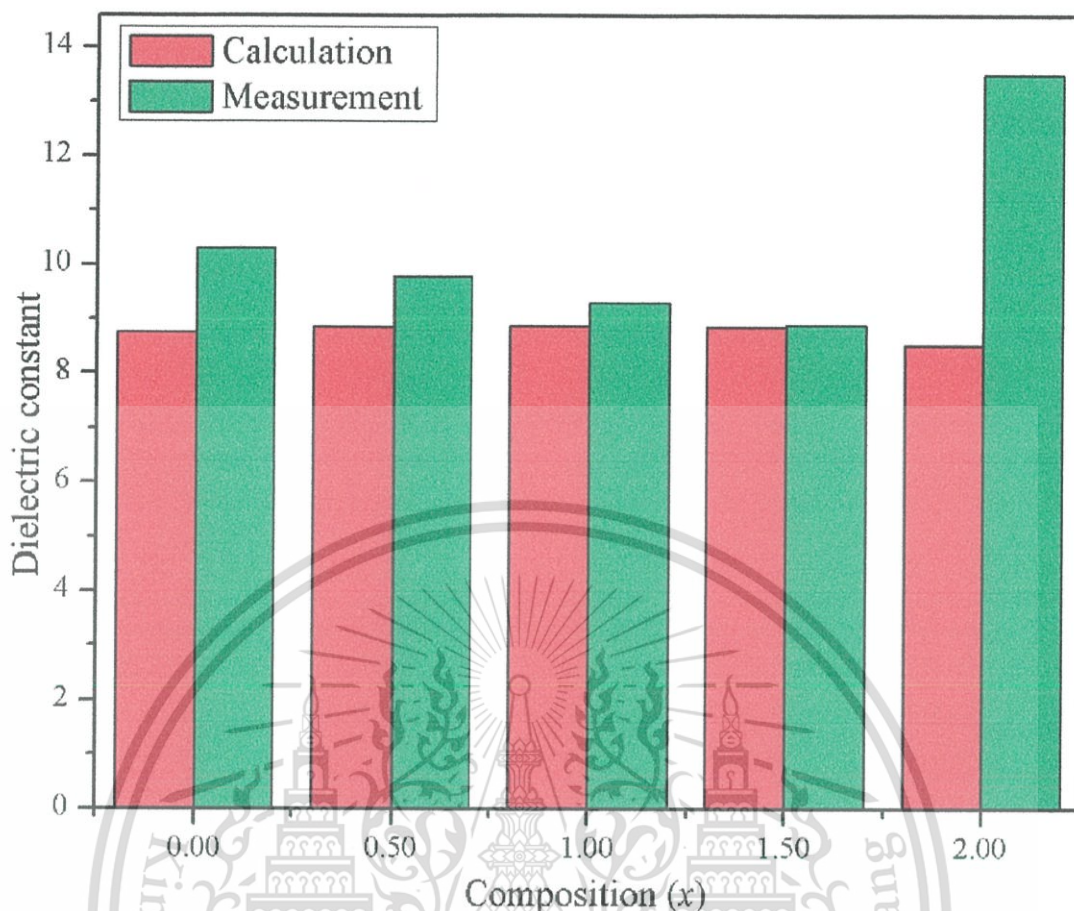 Calculation
Measurement
14
12
10
8
6
4
2
0
Dielectric constant
0.00 0.50 1.00 1.50 2.00
Composition (x)